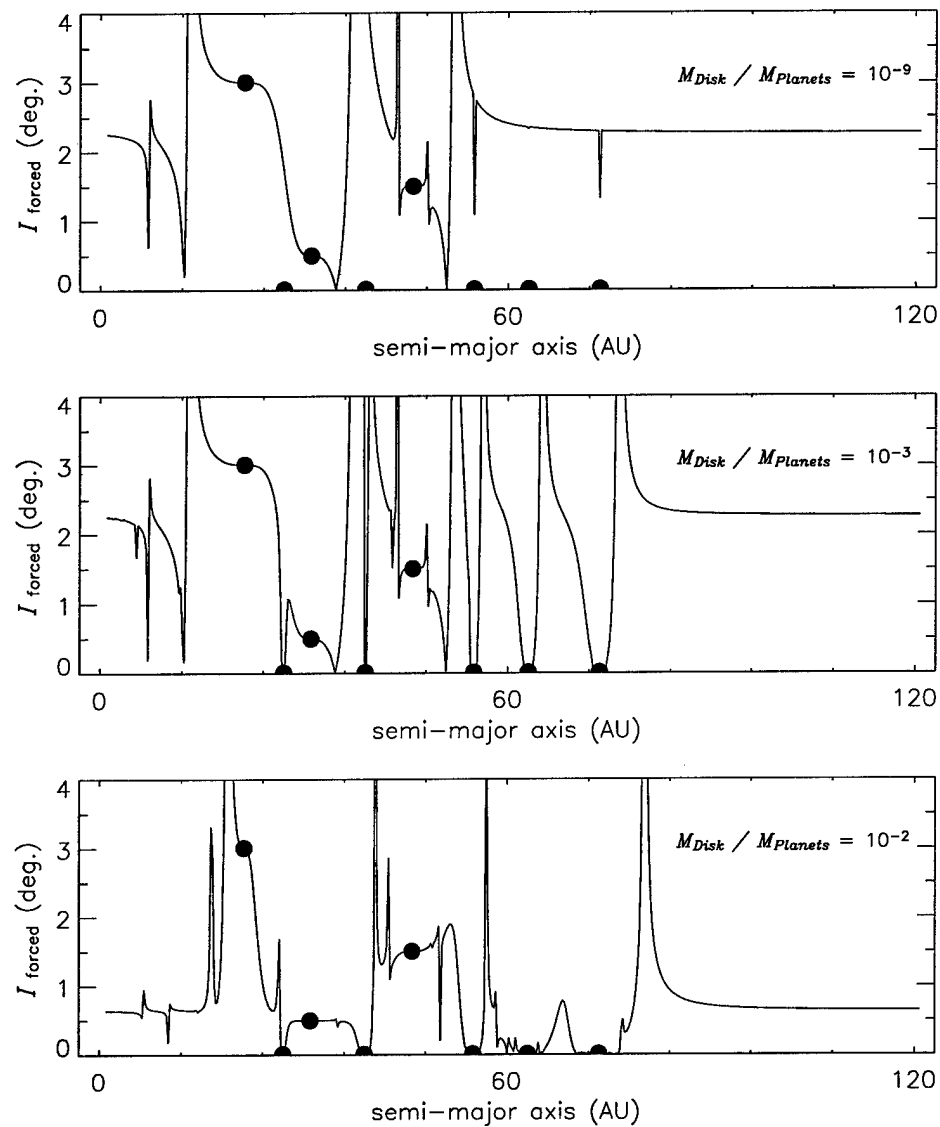 4
3
2
1
0
I forced (deg.)
M_Disk / M_Planets = 10⁻⁹
0
60
120
semi-major axis (AU)
4
3
2
1
0
I forced (deg.)
M_Disk / M_Planets = 10⁻³
0
60
120
semi-major axis (AU)
4
3
2
1
0
I forced (deg.)
M_Disk / M_Planets = 10⁻²
0
60
120
semi-major axis (AU)